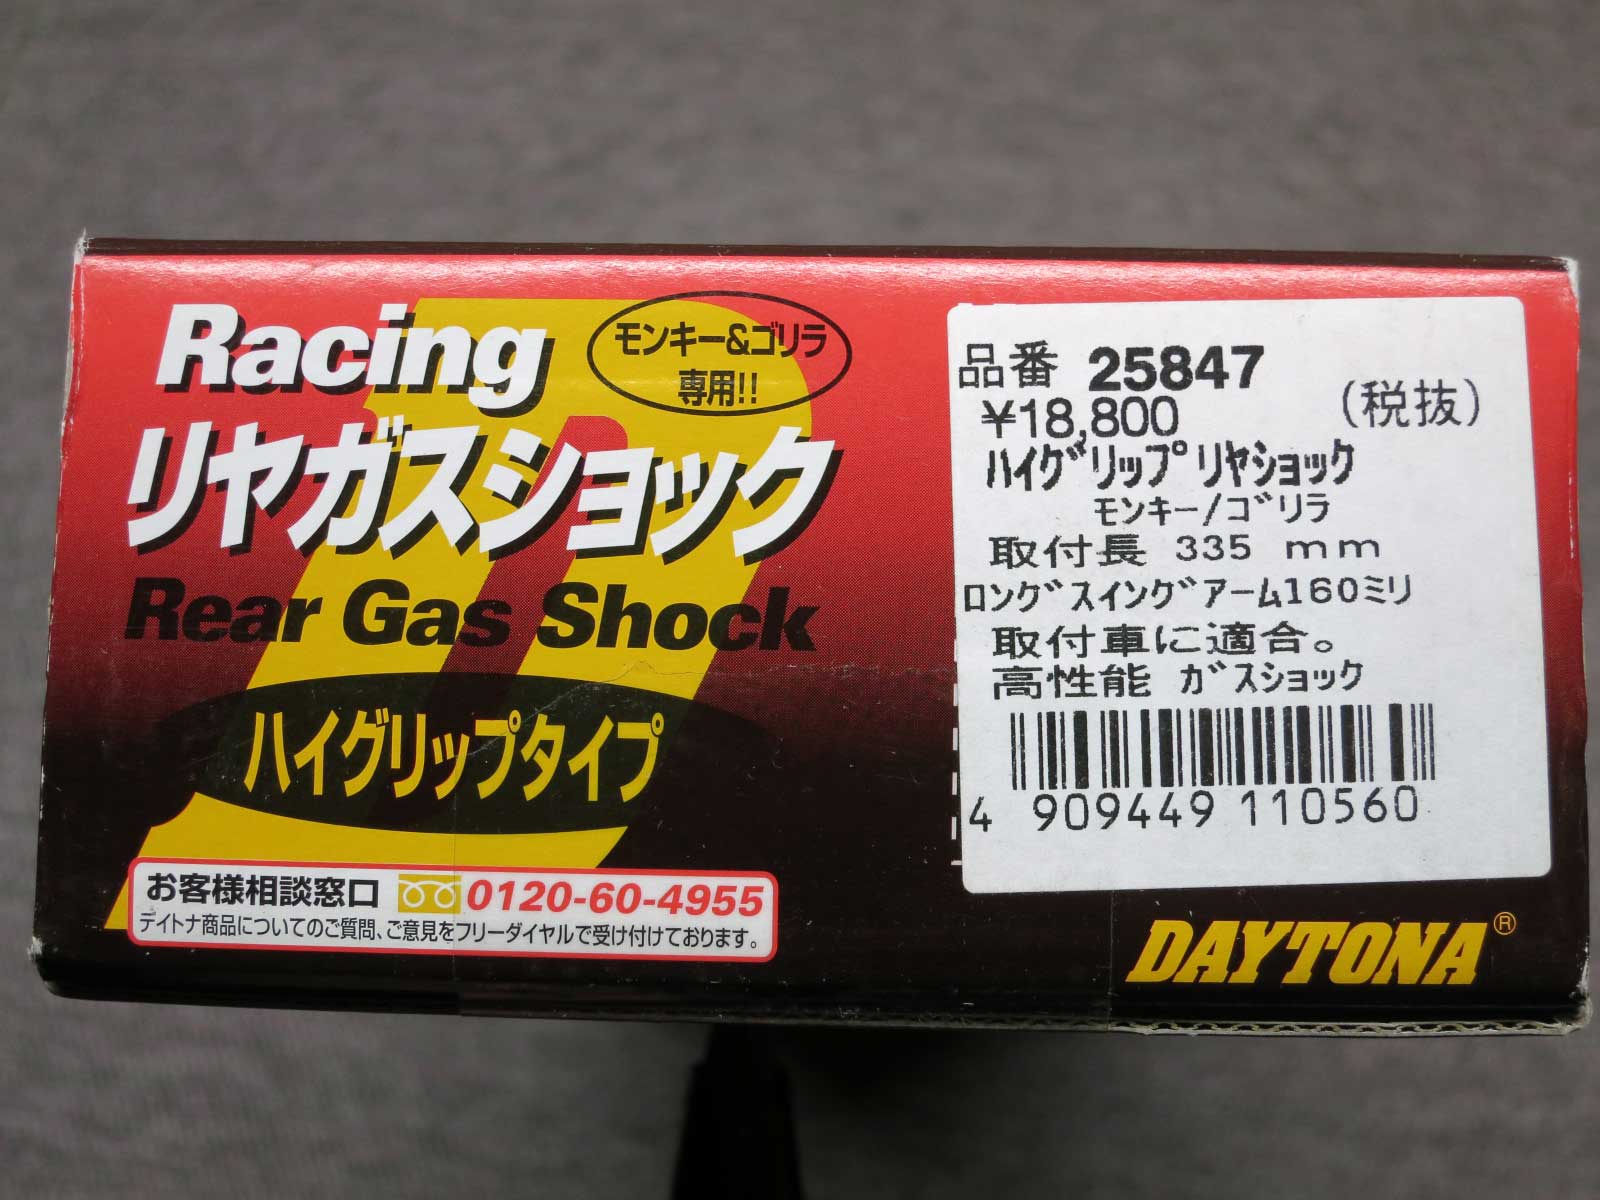 Racing
モンキー&ゴリラ
専用!!
リヤガスショック
Rear Gas Shock
ハイグリップタイプ
お客様相談窓口 0120-60-4955
デイトナ商品についてのご質問、ご意見をフリーダイヤルで受け付けております。
品番 25847
¥18,800 (税抜)
ﾊｲｸﾞﾘｯﾌﾟﾘﾔｼｮｯｸ
モンキー/ｺﾞリラ
取付長 335 mm
ﾛﾝｸﾞｽｲﾝｸﾞｱｰﾑ160ﾐﾘ
取付車に適合。
高性能 ｶﾞｽｼｮｯｸ
4 909449 110560
DAYTONA®